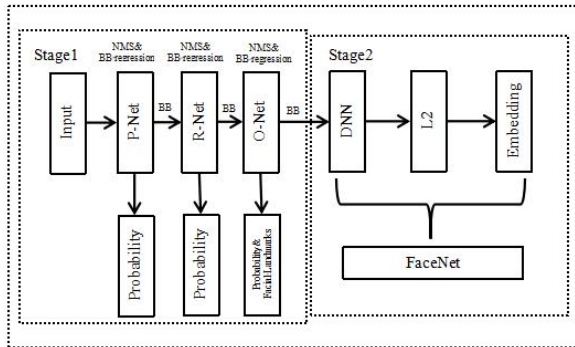 Stage1
NMS&
BB-regression
NMS&
BB-regression
NMS&
BB-regression
Stage2
Input
P-Net
BB
R-Net
BB
O-Net
BB
DNN
L2
Embedding
Probability
Probability
Probability&
Facial Landmarks
FaceNet